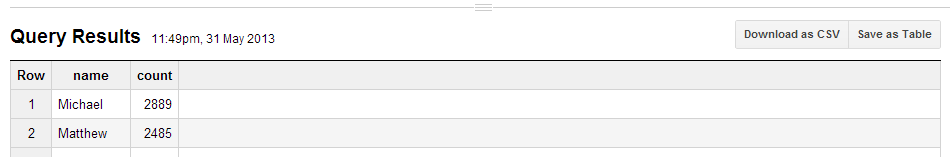 Query Results 11:49pm, 31 May 2013 Download as CSV Save as Table
Row name count
1 Michael 2889
2 Matthew 2485